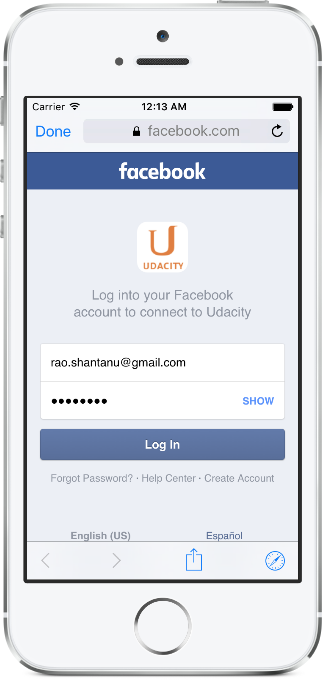 Carrier 12:13 AM
Done facebook.com
facebook
U
UDACITY
Log into your Facebook
account to connect to Udacity
rao.shantanu@gmail.com
•••••••• SHOW
Log In
Forgot Password? · Help Center · Create Account
English (US) Español